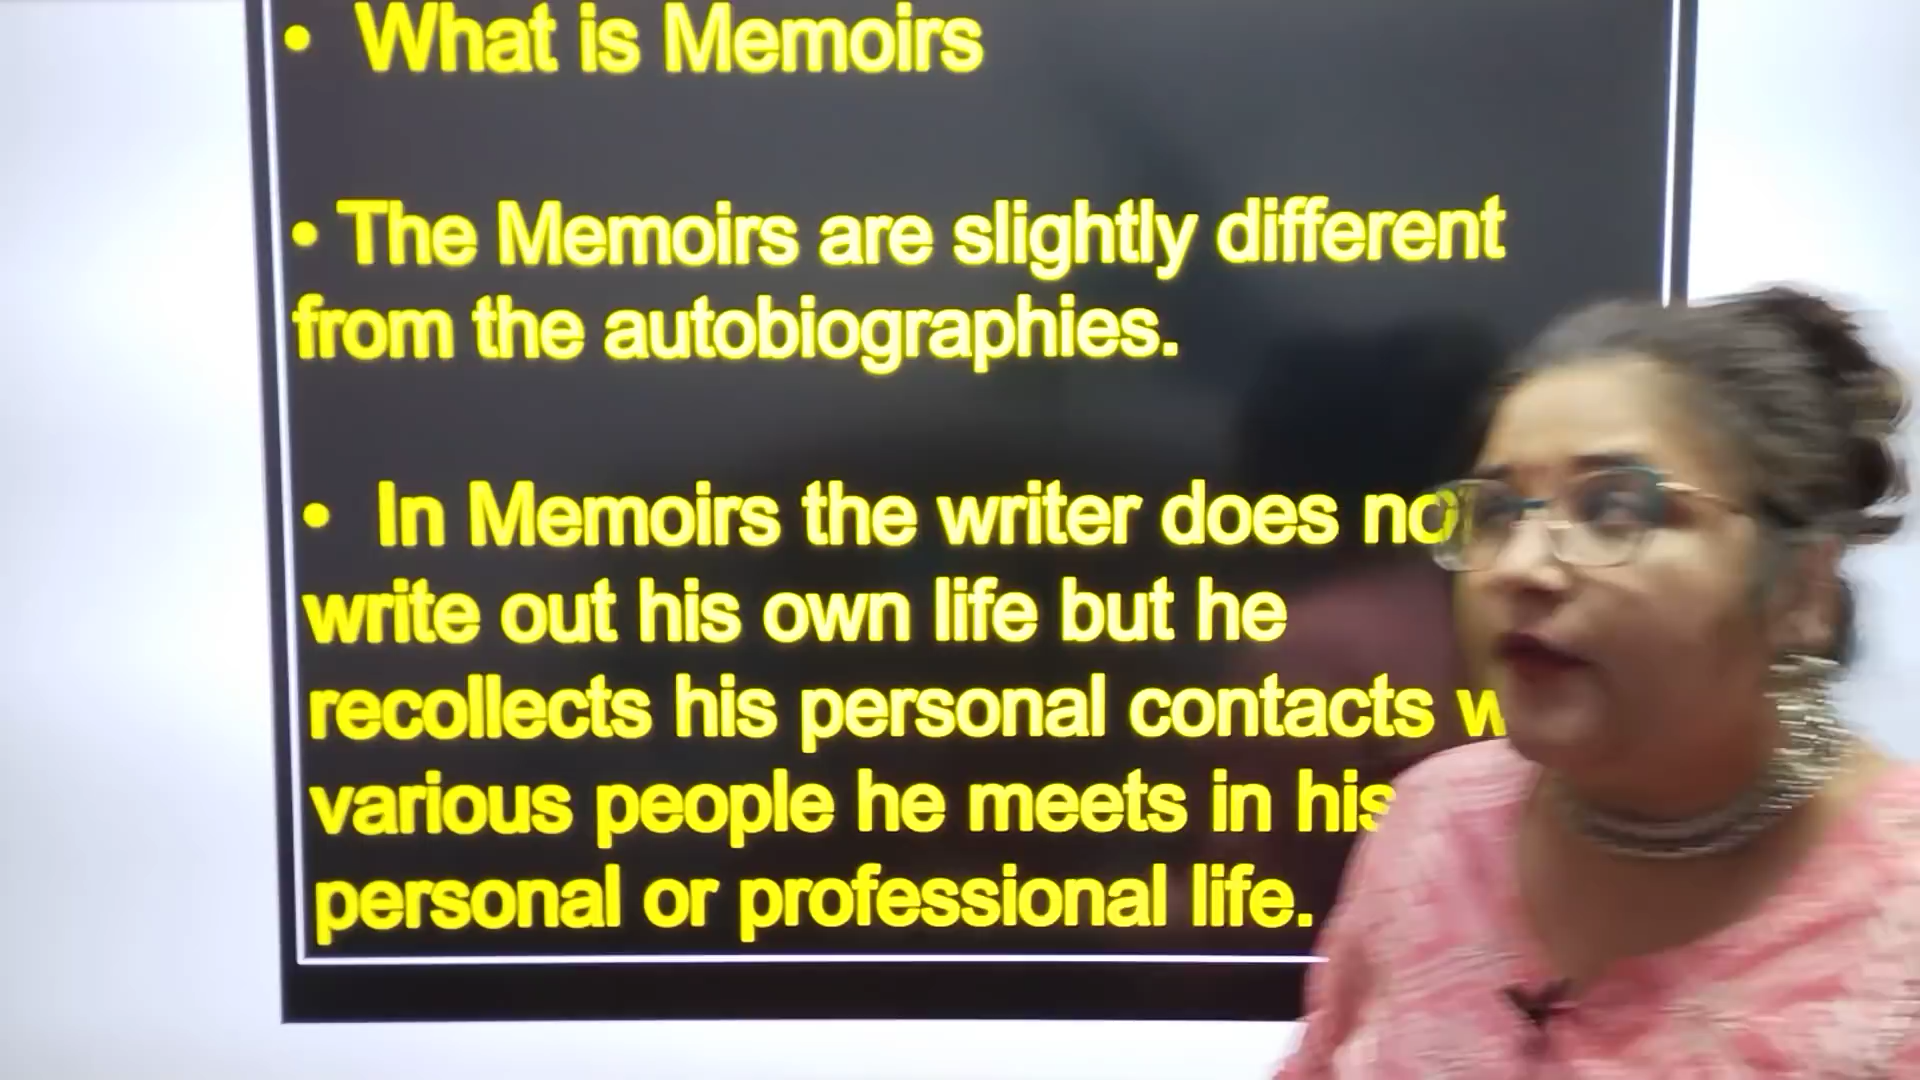 • What is Memoirs
• The Memoirs are slightly different
from the autobiographies.
• In Memoirs the writer does
write out his own life but he
recollects his personal contacts
various people he meets in his
personal or professional life.